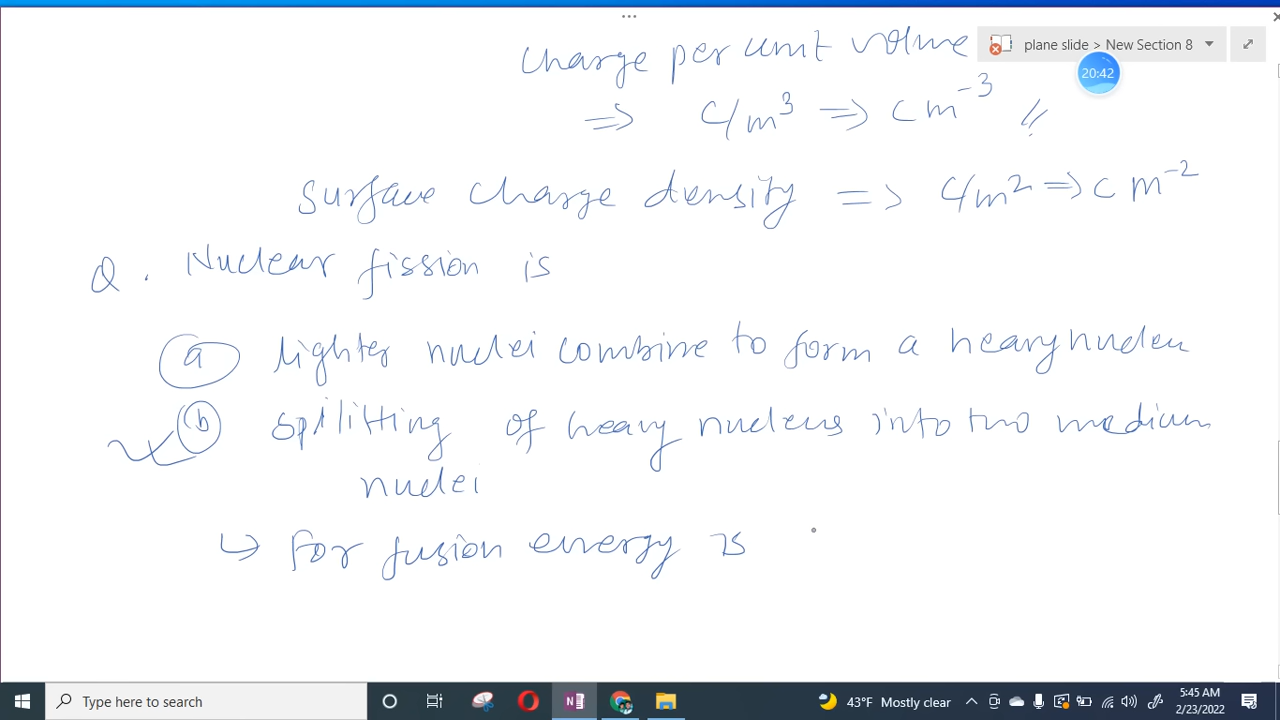 charge per unit volume
plane slide > New Section 8
20:42
⇒ C/m³ ⇒ cm⁻³ //
Surface charge density => C/m² => cm⁻²
Q. Nuclear fission is
(a) lighter nuclei combine to form a heavy
(b) splitting of heavy nucleus into two medium
nuclei
↳ For fusion energy is
Type here to search
43°F Mostly clear
5:45 AM
2/23/2022